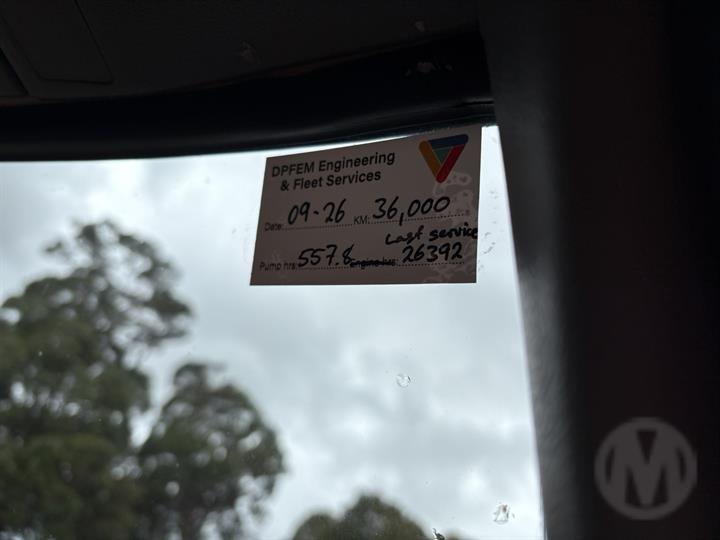 DPFEM Engineering
& Fleet Services
Date: 09-26 KM: 36,000
Last service
Pump hrs: 557.8 Engine hrs: 26392
M